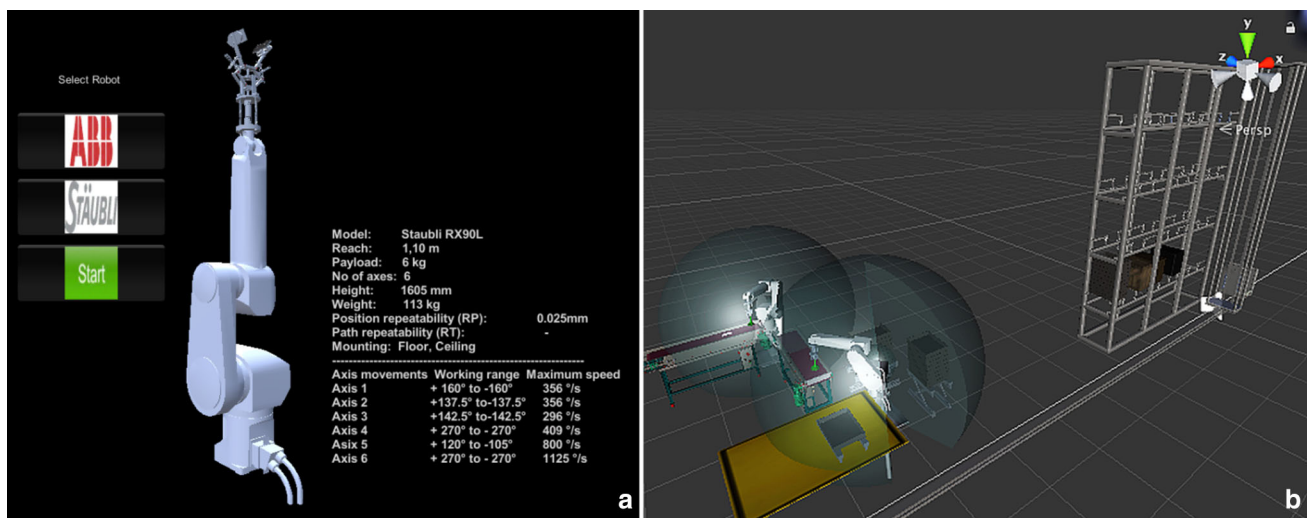 Select Robot
ABB
STÄUBLI
Start
Model: Staubli RX90L
Reach: 1,10 m
Payload: 6 kg
No of axes: 6
Height: 1605 mm
Weight: 113 kg
Position repeatability (RP): 0.025mm
Path repeatability (RT): -
Mounting: Floor, Ceiling
Axis movements Working range Maximum speed
Axis 1 + 160° to -160° 356 °/s
Axis 2 +137.5° to-137.5° 356 °/s
Axis 3 +142.5° to-142.5° 296 °/s
Axis 4 + 270° to - 270° 409 °/s
Asix 5 + 120° to -105° 800 °/s
Axis 6 + 270° to - 270° 1125 °/s
a
y
z
x
< Persp
b